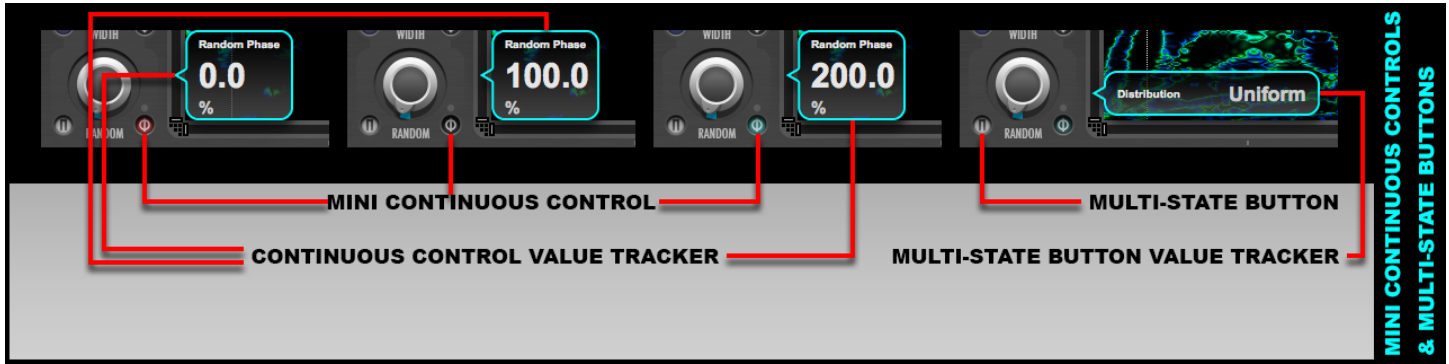 WIDTH
Random Phase
0.0
%
RANDOM
WIDTH
Random Phase
100.0
%
RANDOM
WIDTH
Random Phase
200.0
%
RANDOM
WIDTH
Distribution Uniform
RANDOM
MINI CONTINUOUS CONTROL
MULTI-STATE BUTTON
CONTINUOUS CONTROL VALUE TRACKER
MULTI-STATE BUTTON VALUE TRACKER
MINI CONTINUOUS CONTROLS
& MULTI-STATE BUTTONS